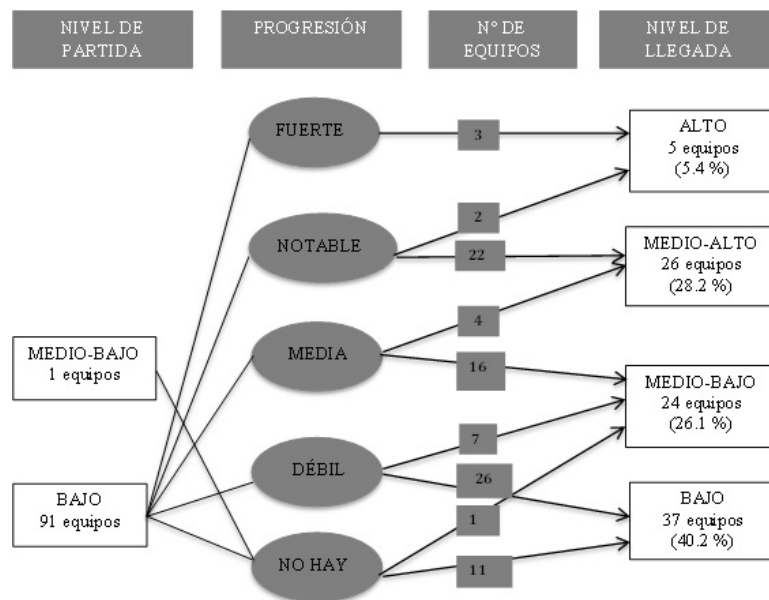 NIVEL DE
PARTIDA
PROGRESIÓN
Nº DE
EQUIPOS
NIVEL DE
LLEGADA
FUERTE
3
ALTO
5 equipos
(5.4 %)
2
NOTABLE
22
MEDIO-ALTO
26 equipos
(28.2 %)
4
MEDIO-BAJO
1 equipos
MEDIA
16
MEDIO-BAJO
24 equipos
(26.1 %)
7
DÉBIL
26
BAJO
91 equipos
1
BAJO
37 equipos
(40.2 %)
NO HAY
11